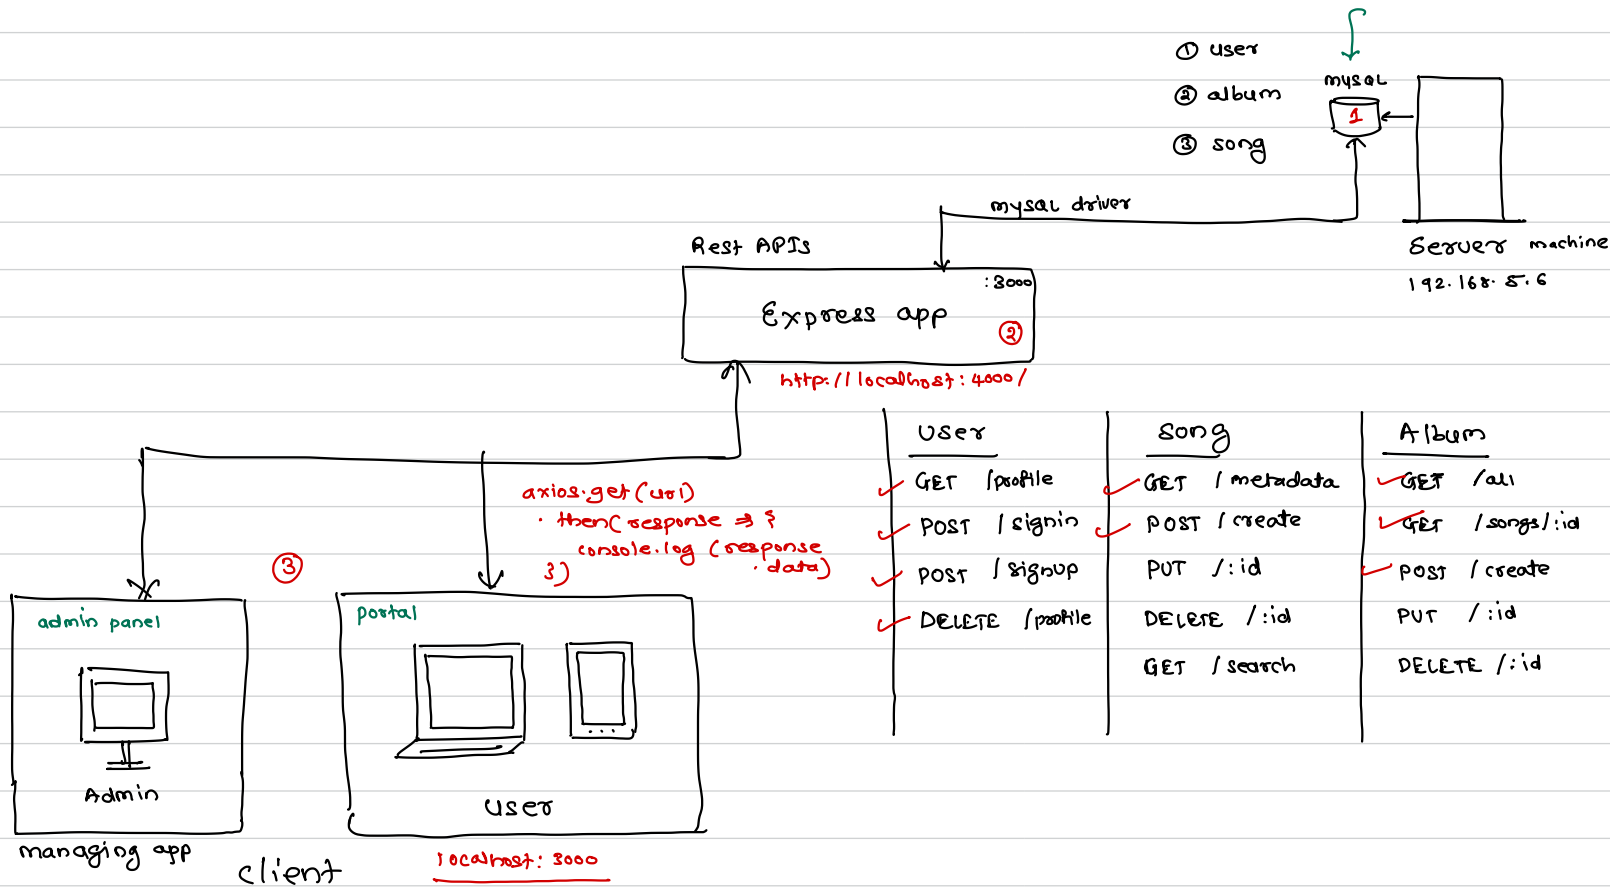 ① user
② album
③ song
mysql
1
mysql driver
Server machine
192.168.5.6
Rest APIs
:3000
Express app
②
http://localhost:4000/
axios.get(url)
.then(response => {
console.log(response
.data)
})
③
admin panel
Admin
managing app
portal
user
client
localhost:3000
User
GET /profile
POST /signin
POST /signup
DELETE /profile
Song
GET /metadata
POST /create
PUT /:id
DELETE /:id
GET /search
Album
GET /all
GET /songs/:id
POST /create
PUT /:id
DELETE /:id